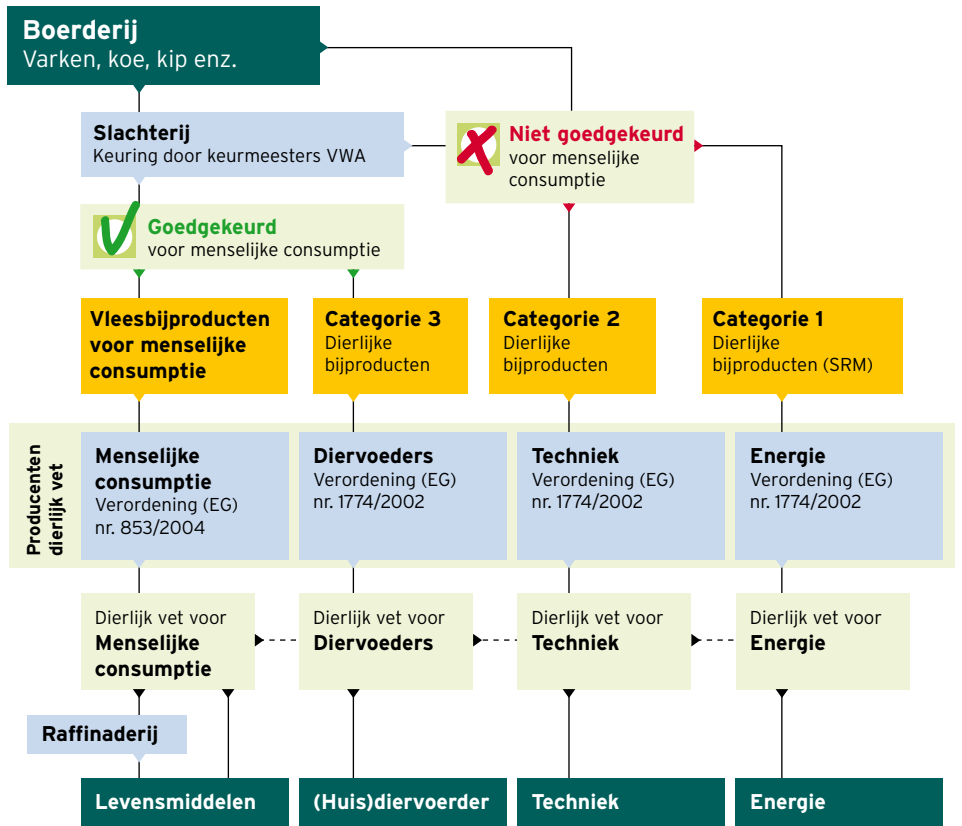 Boerderij
Varken, koe, kip enz.
Slachterij
Keuring door keurmeesters VWA
Niet goedgekeurd
voor menselijke
consumptie
Goedgekeurd
voor menselijke consumptie
Vleesbijproducten
voor menselijke
consumptie
Categorie 3
Dierlijke
bijproducten
Categorie 2
Dierlijke
bijproducten
Categorie 1
Dierlijke
bijproducten (SRM)
Producenten
dierlijk vet
Menselijke
consumptie
Verordening (EG)
nr. 853/2004
Diervoeders
Verordening (EG)
nr. 1774/2002
Techniek
Verordening (EG)
nr. 1774/2002
Energie
Verordening (EG)
nr. 1774/2002
Dierlijk vet voor
Menselijke
consumptie
Dierlijk vet voor
Diervoeders
Dierlijk vet voor
Techniek
Dierlijk vet voor
Energie
Raffinaderij
Levensmiddelen
(Huis)diervoerder
Techniek
Energie